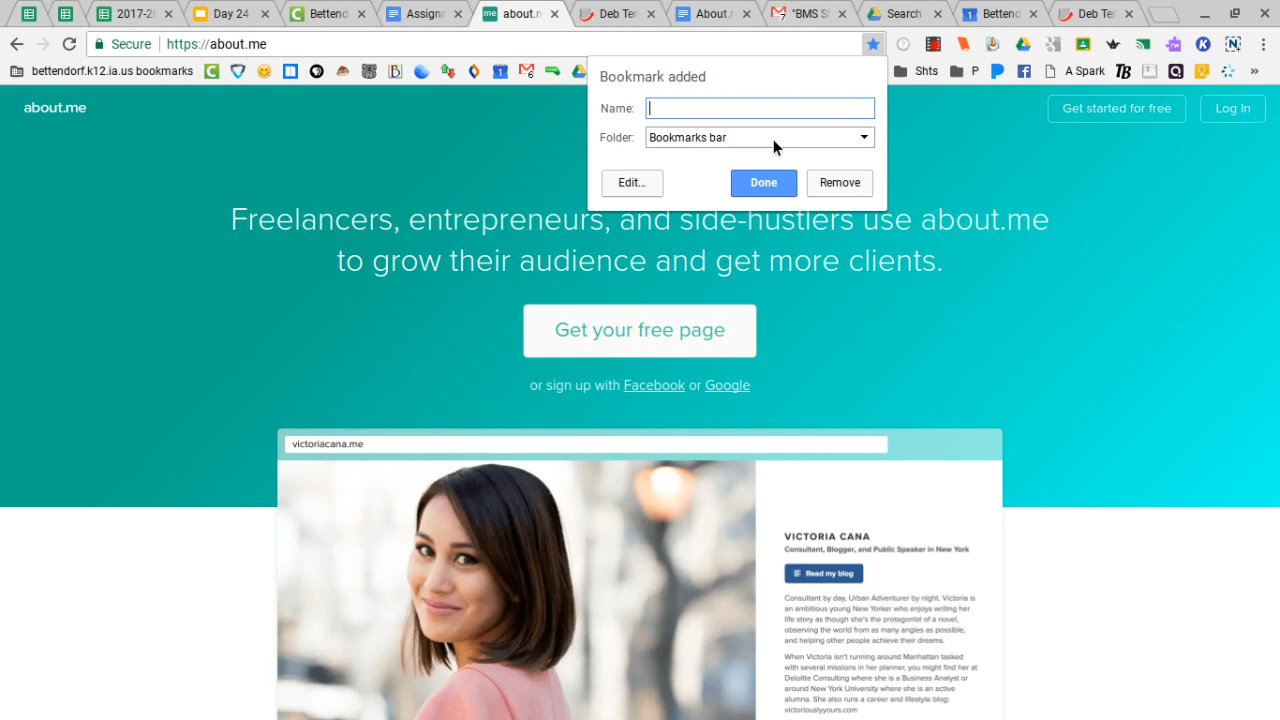 2017-2
Day 24
Bettend
Assignm
me about.m
Deb Ter
About.
"BMS S
Search
Bettend
Deb Ter
Secure https://about.me
bettendorf.k12.ia.us bookmarks
Shts
P
A Spark
Bookmark added
Name:
Folder: Bookmarks bar
Edit...
Done
Remove
about.me
Get started for free
Log In
Freelancers, entrepreneurs, and side-hustlers use about.me
to grow their audience and get more clients.
Get your free page
or sign up with Facebook or Google
victoriacana.me
VICTORIA CANA
Consultant, Blogger, and Public Speaker in New York
Read my blog
Consultant by day, Urban Adventurer by night. Victoria is
an ambitious young New Yorker who enjoys writing her
life story as though she's the protagonist of a novel,
observing the world from as many angles as possible,
and helping other people achieve their dreams.
When Victoria isn't running around Manhattan tasked
with several missions in her planner, you might find her at
Deloitte Consulting where she is a Business Analyst or
around New York University where she is an active
alumna. She also runs a career and lifestyle blog:
victoriouslyyours.com